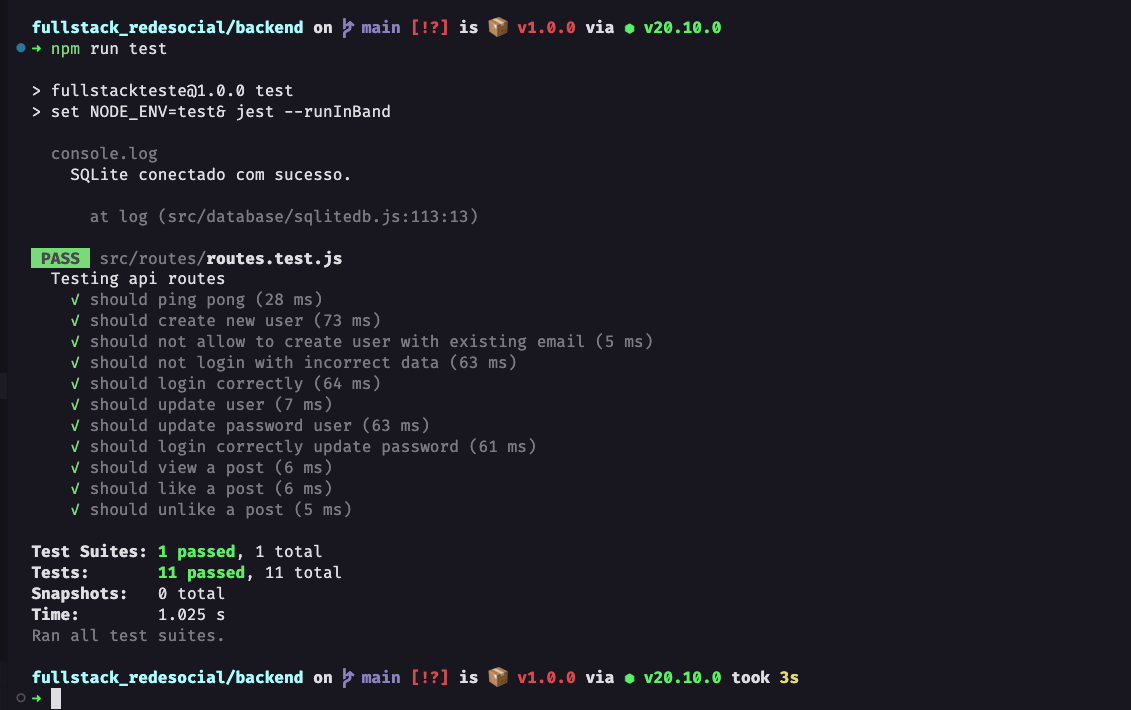 fullstack_redesocial/backend on main [!?] is 📦 v1.0.0 via ⬢ v20.10.0
➜ npm run test
> fullstackteste@1.0.0 test
> set NODE_ENV=test& jest --runInBand
console.log
SQLite conectado com sucesso.
at log (src/database/sqlitedb.js:113:13)
PASS src/routes/routes.test.js
Testing api routes
√ should ping pong (28 ms)
√ should create new user (73 ms)
√ should not allow to create user with existing email (5 ms)
√ should not login with incorrect data (63 ms)
√ should login correctly (64 ms)
√ should update user (7 ms)
√ should update password user (63 ms)
√ should login correctly update password (61 ms)
√ should view a post (6 ms)
√ should like a post (6 ms)
√ should unlike a post (5 ms)
Test Suites: 1 passed, 1 total
Tests: 11 passed, 11 total
Snapshots: 0 total
Time: 1.025 s
Ran all test suites.
fullstack_redesocial/backend on main [!?] is 📦 v1.0.0 via ⬢ v20.10.0 took 3s
➜